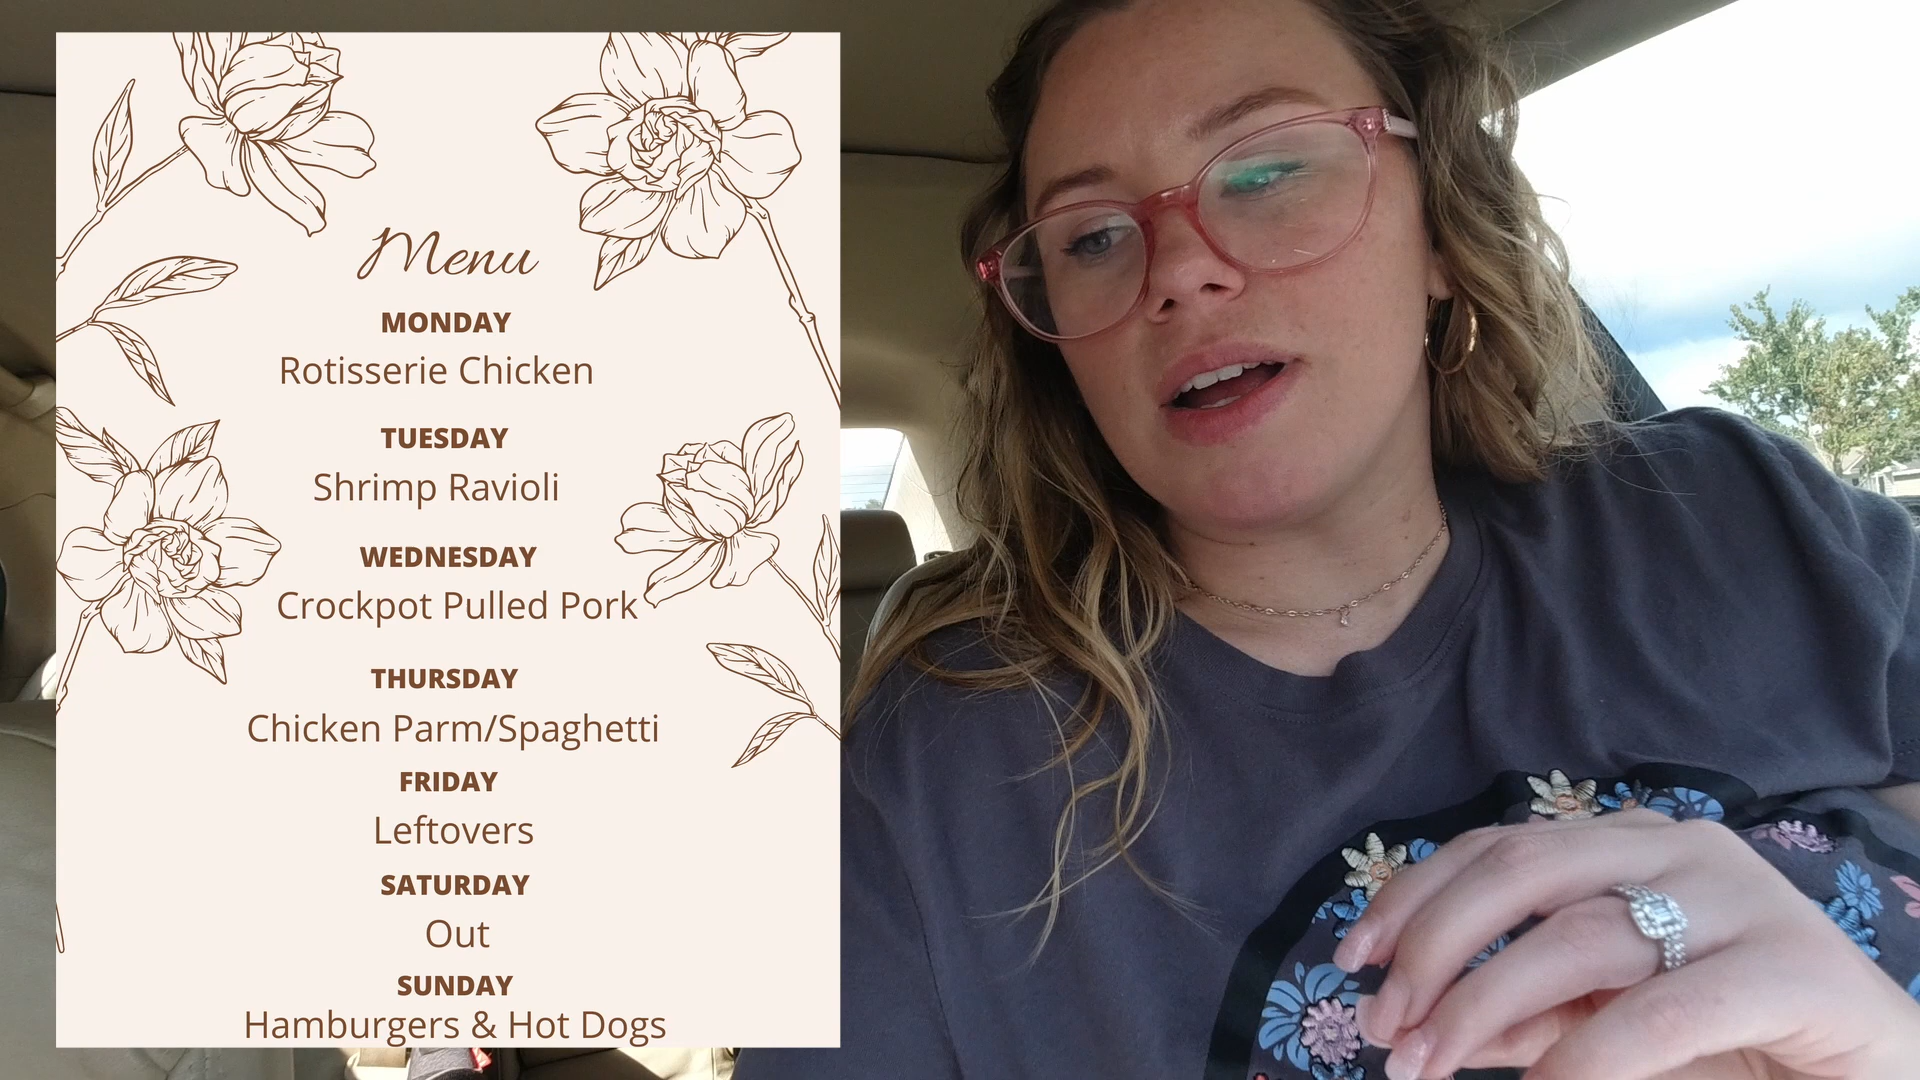 Menu
MONDAY
Rotisserie Chicken
TUESDAY
Shrimp Ravioli
WEDNESDAY
Crockpot Pulled Pork
THURSDAY
Chicken Parm/Spaghetti
FRIDAY
Leftovers
SATURDAY
Out
SUNDAY
Hamburgers & Hot Dogs